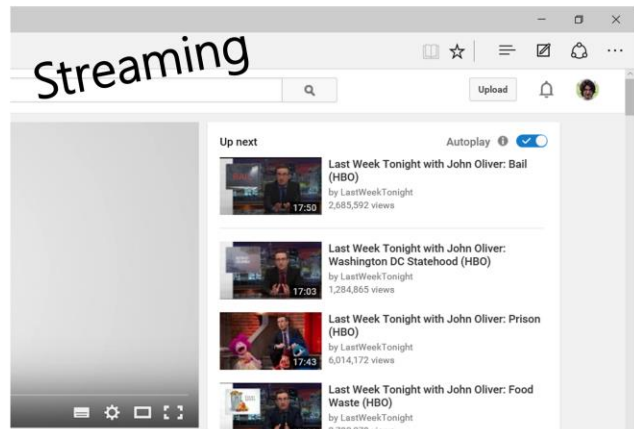 Streaming
Upload
Up next
Autoplay
Last Week Tonight with John Oliver: Bail
(HBO)
by LastWeekTonight
2,685,592 views
17:50
Last Week Tonight with John Oliver:
Washington DC Statehood (HBO)
by LastWeekTonight
1,284,865 views
17:03
Last Week Tonight with John Oliver: Prison
(HBO)
by LastWeekTonight
6,014,172 views
17:43
Last Week Tonight with John Oliver: Food
Waste (HBO)
by LastWeekTonight